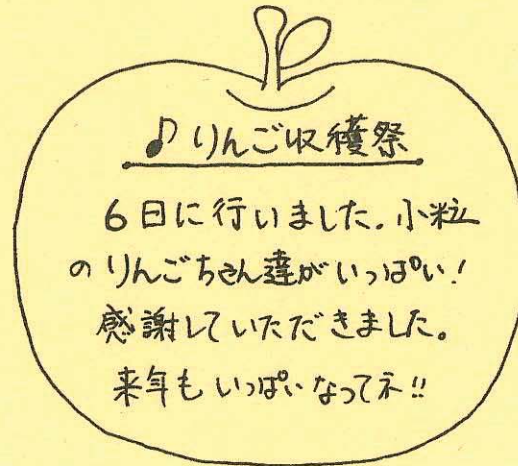 ♪りんご収穫祭
6日に行いました。小粒
のりんごちゃん達がいっぱい!
感謝していただきました。
来年もいっぱいなってネ!!